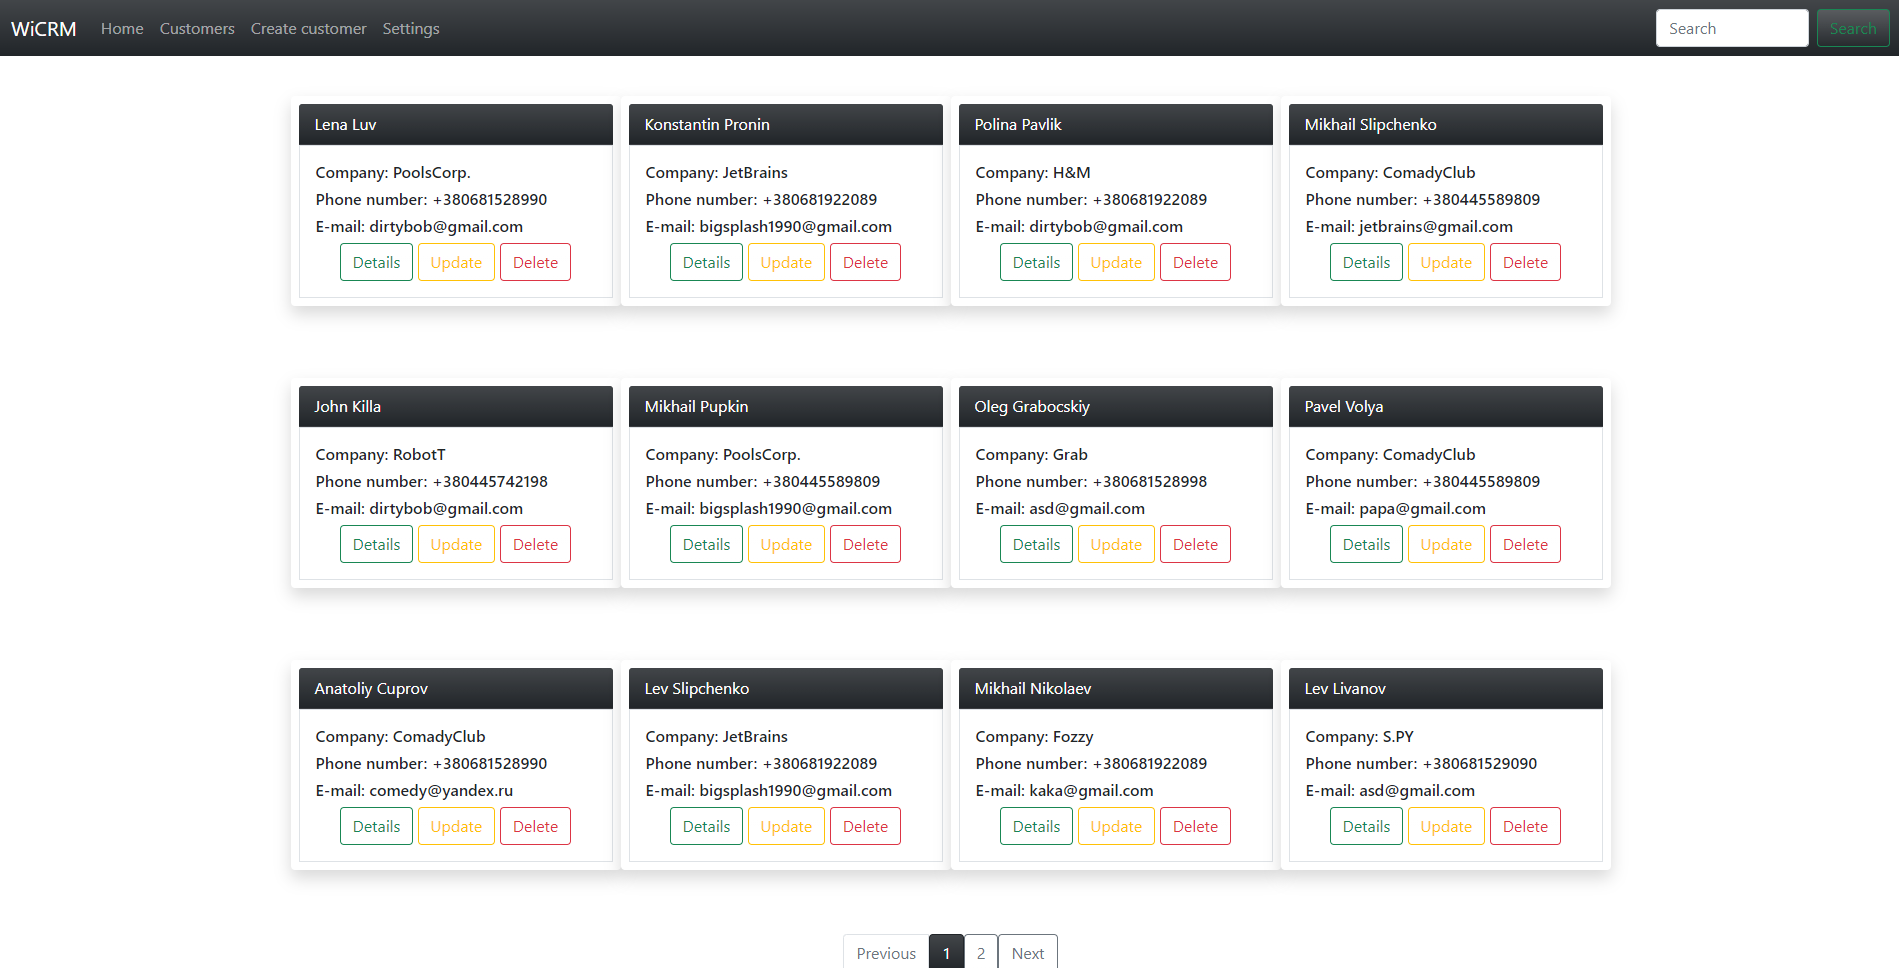 WiCRM Home Customers Create customer Settings Search Search
Lena Luv
Company: PoolsCorp.
Phone number: +380681528990
E-mail: dirtybob@gmail.com
Details Update Delete
Konstantin Pronin
Company: JetBrains
Phone number: +380681922089
E-mail: bigsplash1990@gmail.com
Details Update Delete
Polina Pavlik
Company: H&M
Phone number: +380681922089
E-mail: dirtybob@gmail.com
Details Update Delete
Mikhail Slipchenko
Company: ComadyClub
Phone number: +380445589809
E-mail: jetbrains@gmail.com
Details Update Delete
John Killa
Company: RobotT
Phone number: +380445742198
E-mail: dirtybob@gmail.com
Details Update Delete
Mikhail Pupkin
Company: PoolsCorp.
Phone number: +380445589809
E-mail: bigsplash1990@gmail.com
Details Update Delete
Oleg Grabocskiy
Company: Grab
Phone number: +380681528998
E-mail: asd@gmail.com
Details Update Delete
Pavel Volya
Company: ComadyClub
Phone number: +380445589809
E-mail: papa@gmail.com
Details Update Delete
Anatoliy Cuprov
Company: ComadyClub
Phone number: +380681528990
E-mail: comedy@yandex.ru
Details Update Delete
Lev Slipchenko
Company: JetBrains
Phone number: +380681922089
E-mail: bigsplash1990@gmail.com
Details Update Delete
Mikhail Nikolaev
Company: Fozzy
Phone number: +380681922089
E-mail: kaka@gmail.com
Details Update Delete
Lev Livanov
Company: S.PY
Phone number: +380681529090
E-mail: asd@gmail.com
Details Update Delete
Previous 1 2 Next